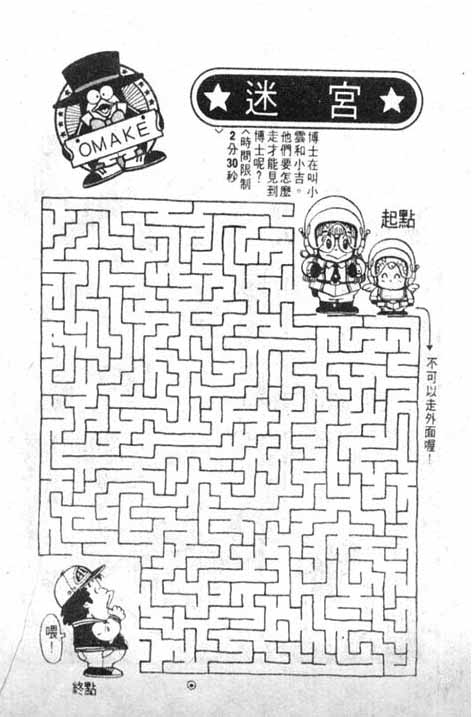 OMAKE
★迷宮★
博士在叫小
雲和小吉。
他們要怎麼
走才能見到
博士呢?
〈時間限制
2分30秒
〉
起點
不可以走外面喔!
喂!
終點